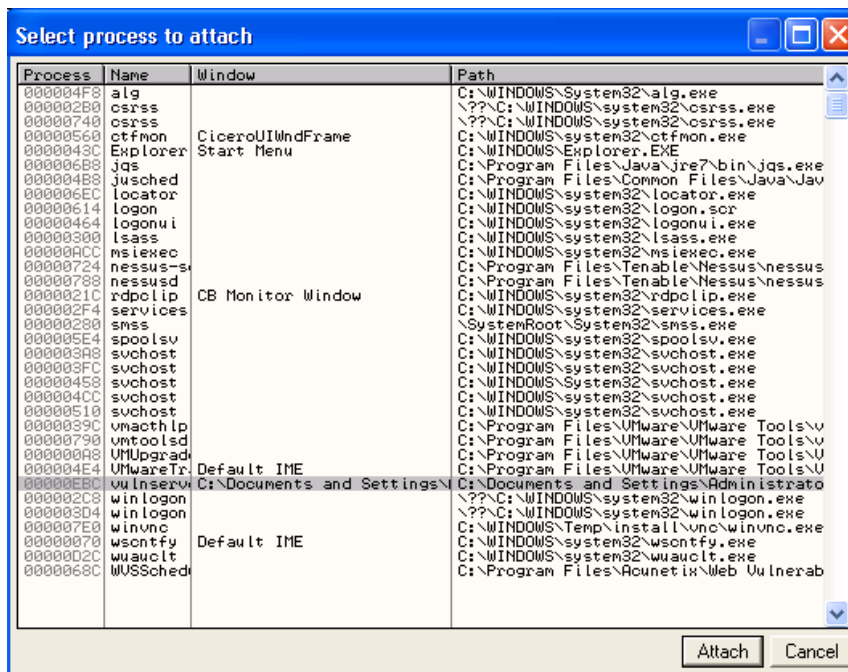 Select process to attach
Process Name Window Path
000004F8 alg C:\WINDOWS\System32\alg.exe
000002B0 csrss \??\C:\WINDOWS\system32\csrss.exe
00000740 csrss \??\C:\WINDOWS\system32\csrss.exe
00000560 ctfmon CiceroUIWndFrame C:\WINDOWS\system32\ctfmon.exe
0000043C Explorer Start Menu C:\WINDOWS\Explorer.EXE
000006B8 jqs C:\Program Files\Java\jre7\bin\jqs.exe
000004B8 jusched C:\Program Files\Common Files\Java\Jav
000006EC locator C:\WINDOWS\system32\locator.exe
00000614 logon C:\WINDOWS\system32\logon.scr
00000464 logonui C:\WINDOWS\system32\logonui.exe
00000300 lsass C:\WINDOWS\system32\lsass.exe
00000ACC msiexec C:\WINDOWS\system32\msiexec.exe
00000724 nessus-s C:\Program Files\Tenable\Nessus\nessus
00000788 nessusd C:\Program Files\Tenable\Nessus\nessus
0000021C rdpclip CB Monitor Window C:\WINDOWS\system32\rdpclip.exe
000002F4 services C:\WINDOWS\system32\services.exe
00000280 smss \SystemRoot\System32\smss.exe
000005E4 spoolsv C:\WINDOWS\system32\spoolsv.exe
000003A8 svchost C:\WINDOWS\system32\svchost.exe
000003FC svchost C:\WINDOWS\system32\svchost.exe
00000458 svchost C:\WINDOWS\System32\svchost.exe
000004CC svchost C:\WINDOWS\system32\svchost.exe
00000510 svchost C:\WINDOWS\system32\svchost.exe
0000039C vmacthlp C:\Program Files\VMware\VMware Tools\v
00000790 vmtoolsd C:\Program Files\VMware\VMware Tools\v
000000A8 VMUpgrad C:\Program Files\VMware\VMware Tools\V
000004E4 VMwareTr Default IME C:\Program Files\VMware\VMware Tools\V
00000EBC vulnserv C:\Documents and Settings\ C:\Documents and Settings\Administrato
000002C8 winlogon \??\C:\WINDOWS\system32\winlogon.exe
000003D4 winlogon \??\C:\WINDOWS\system32\winlogon.exe
000007E0 winvnc C:\WINDOWS\Temp\install\vnc\winvnc.exe
00000070 wscntfy Default IME C:\WINDOWS\system32\wscntfy.exe
00000D2C wuauclt C:\WINDOWS\system32\wuauclt.exe
0000068C WVSSched C:\Program Files\Acunetix\Web Vulnerab
Attach Cancel